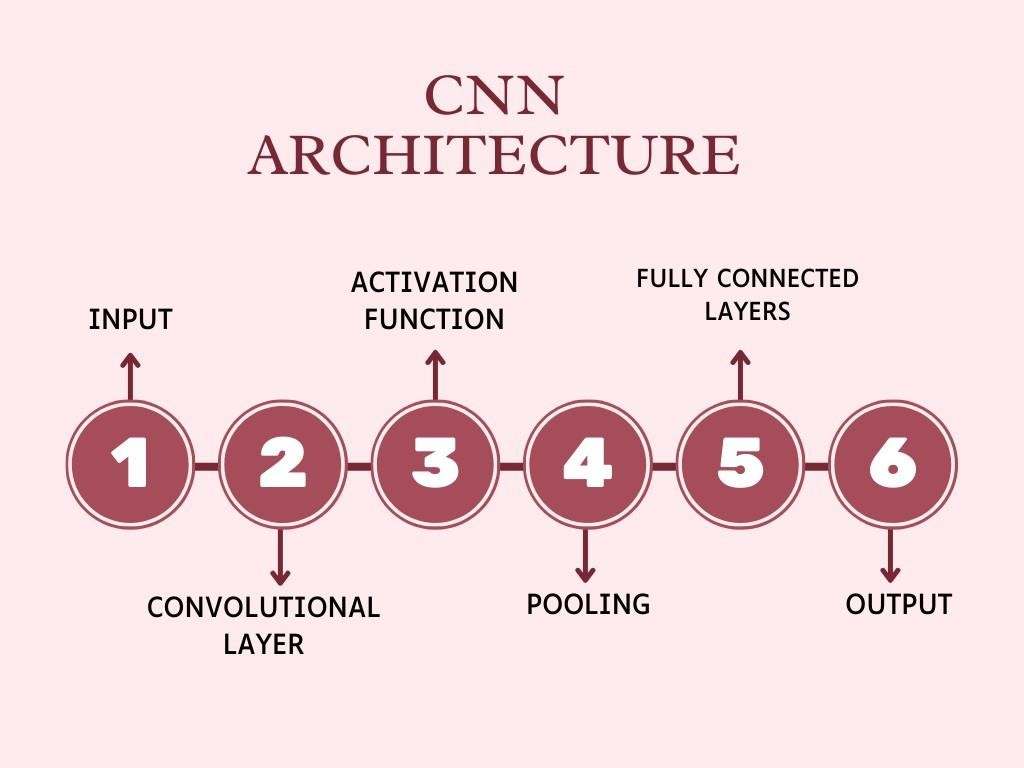 CNN
ARCHITECTURE
INPUT
ACTIVATION
FUNCTION
FULLY CONNECTED
LAYERS
1 2 3 4 5 6
CONVOLUTIONAL
LAYER
POOLING
OUTPUT